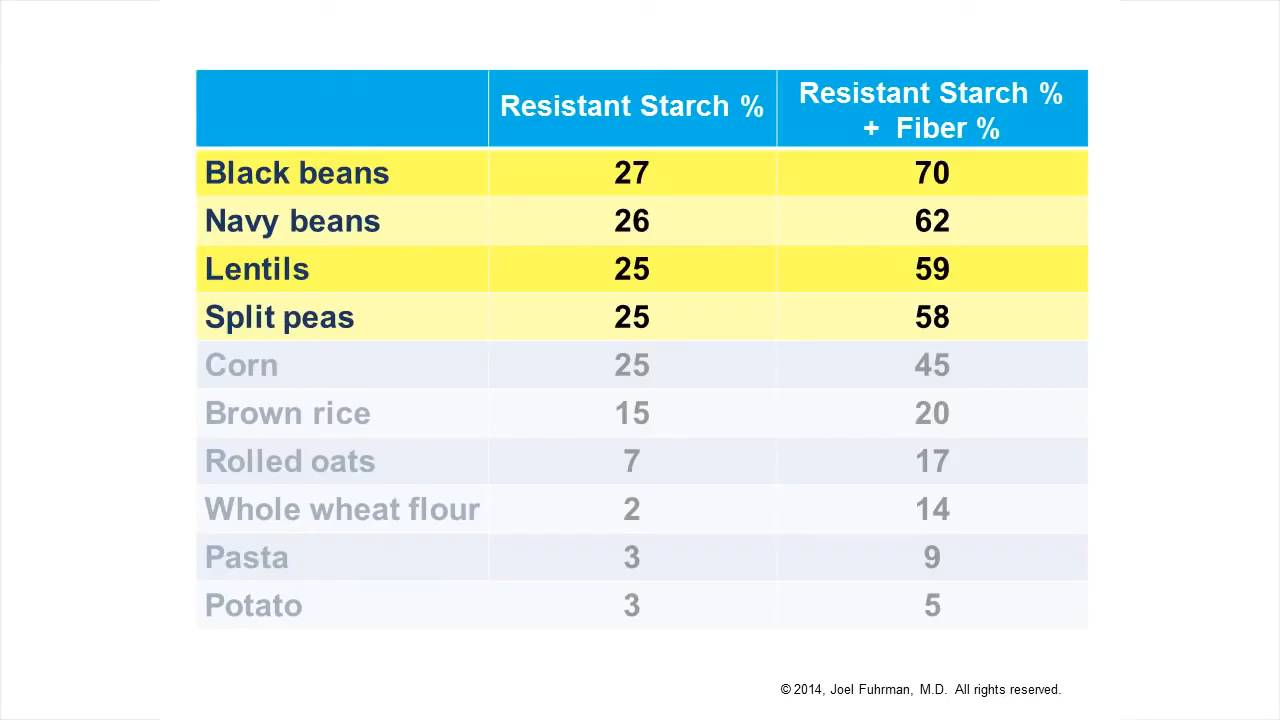 Resistant Starch %
Resistant Starch %
+ Fiber %
Black beans 27 70
Navy beans 26 62
Lentils 25 59
Split peas 25 58
Corn 25 45
Brown rice 15 20
Rolled oats 7 17
Whole wheat flour 2 14
Pasta 3 9
Potato 3 5
© 2014, Joel Fuhrman, M.D. All rights reserved.